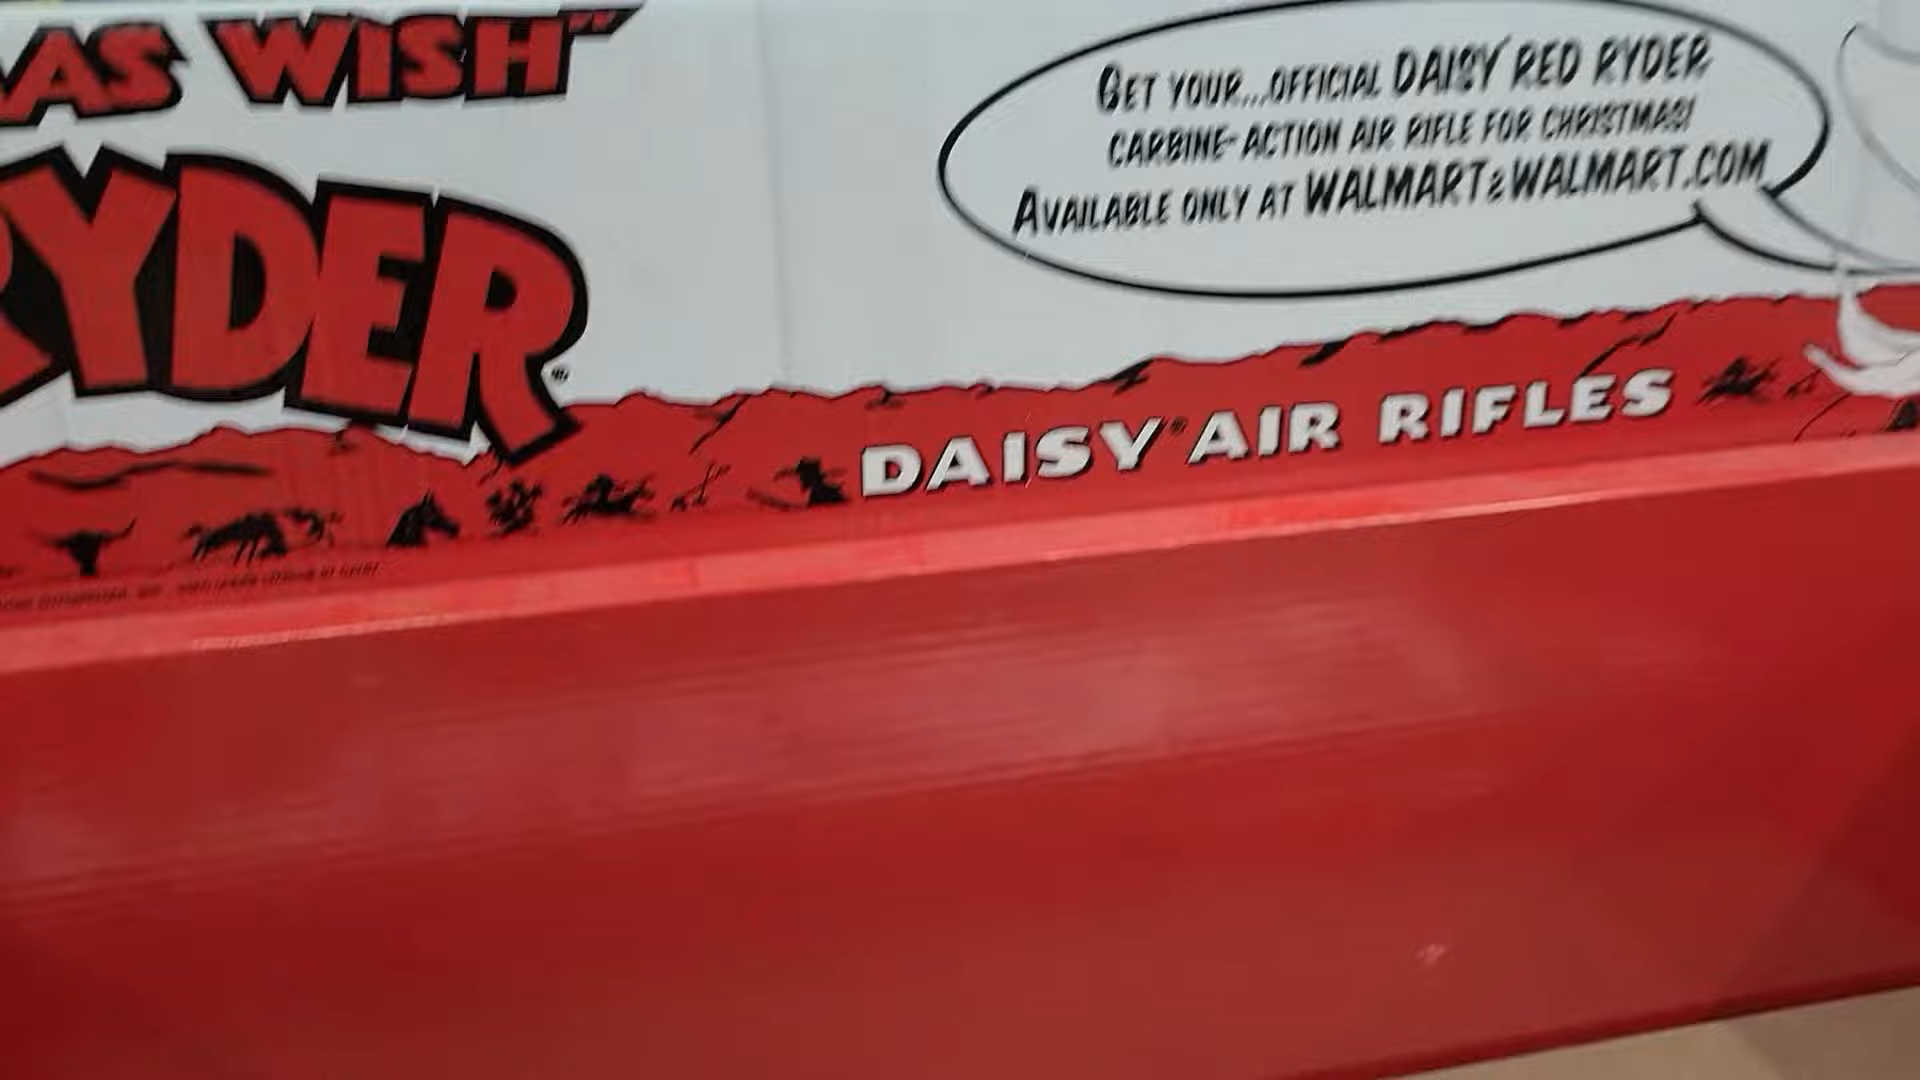 AS WISH"
RYDER
GET YOUR...OFFICIAL DAISY RED RYDER
CARBINE-ACTION AIR RIFLE FOR CHRISTMAS!
AVAILABLE ONLY AT WALMART & WALMART.COM
DAISY® AIR RIFLES